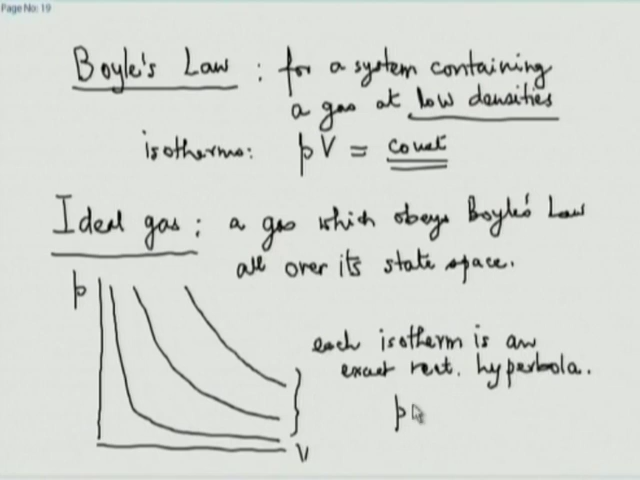 Page No: 19
Boyle's Law : for a system containing
a gas at low densities
isotherms: pV = const
Ideal gas : a gas which obeys Boyle's Law
all over its state space.
p
each isotherm is an
exact rect. hyperbola.
p
V